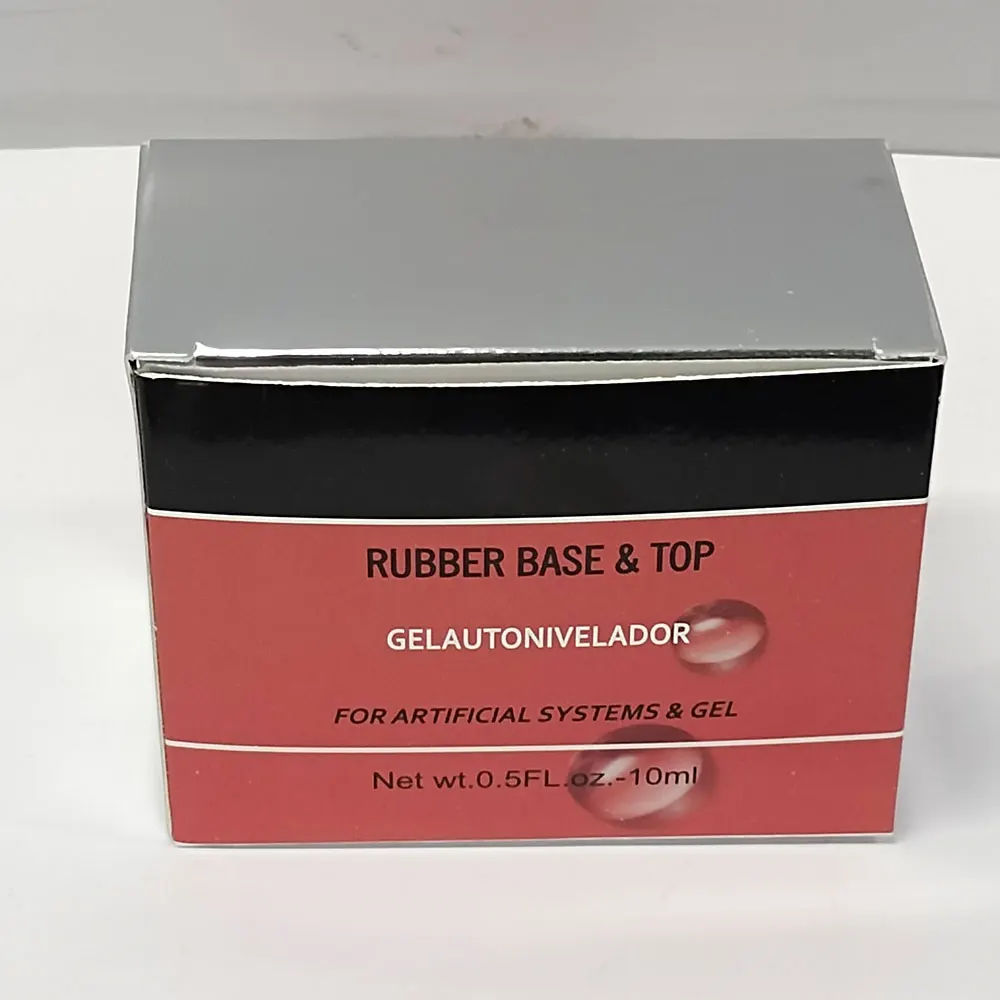 RUBBER BASE & TOP
GELAUTONIVELADOR
FOR ARTIFICIAL SYSTEMS & GEL
Net wt.0.5FL.oz.-10ml